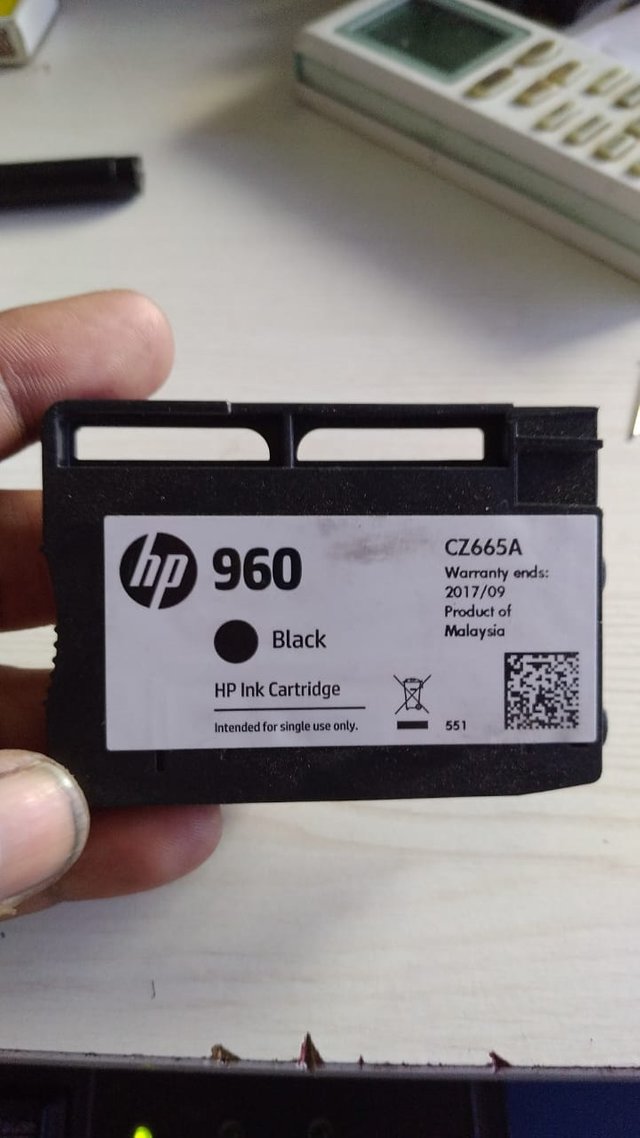 hp 960
Black
HP Ink Cartridge
Intended for single use only.
CZ665A
Warranty ends:
2017/09
Product of
Malaysia
551